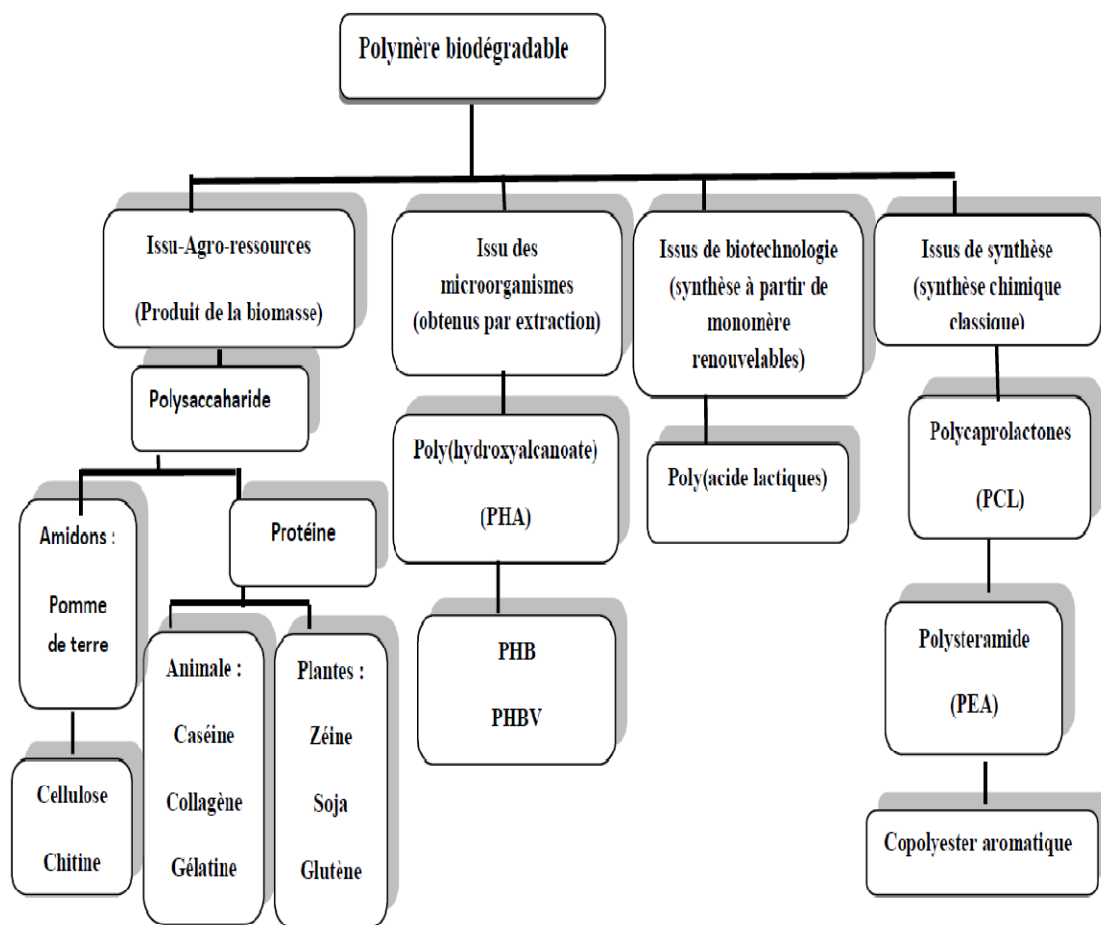 Polymère biodégradable
Issu-Agro-ressources
(Produit de la biomasse)
Issu des
microorganismes
(obtenus par extraction)
Issus de biotechnologie
(synthèse à partir de
monomère
renouvelables)
Issus de synthèse
(synthèse chimique
classique)
Polysaccaharide
Poly(hydroxyalcanoate)
(PHA)
Poly(acide lactiques)
Polycaprolactones
(PCL)
Amidons :
Pomme
de terre
Protéine
Animale :
Caséine
Collagène
Gélatine
Plantes :
Zéine
Soja
Glutène
PHB
PHBV
Polysteramide
(PEA)
Cellulose
Chitine
Copolyester aromatique